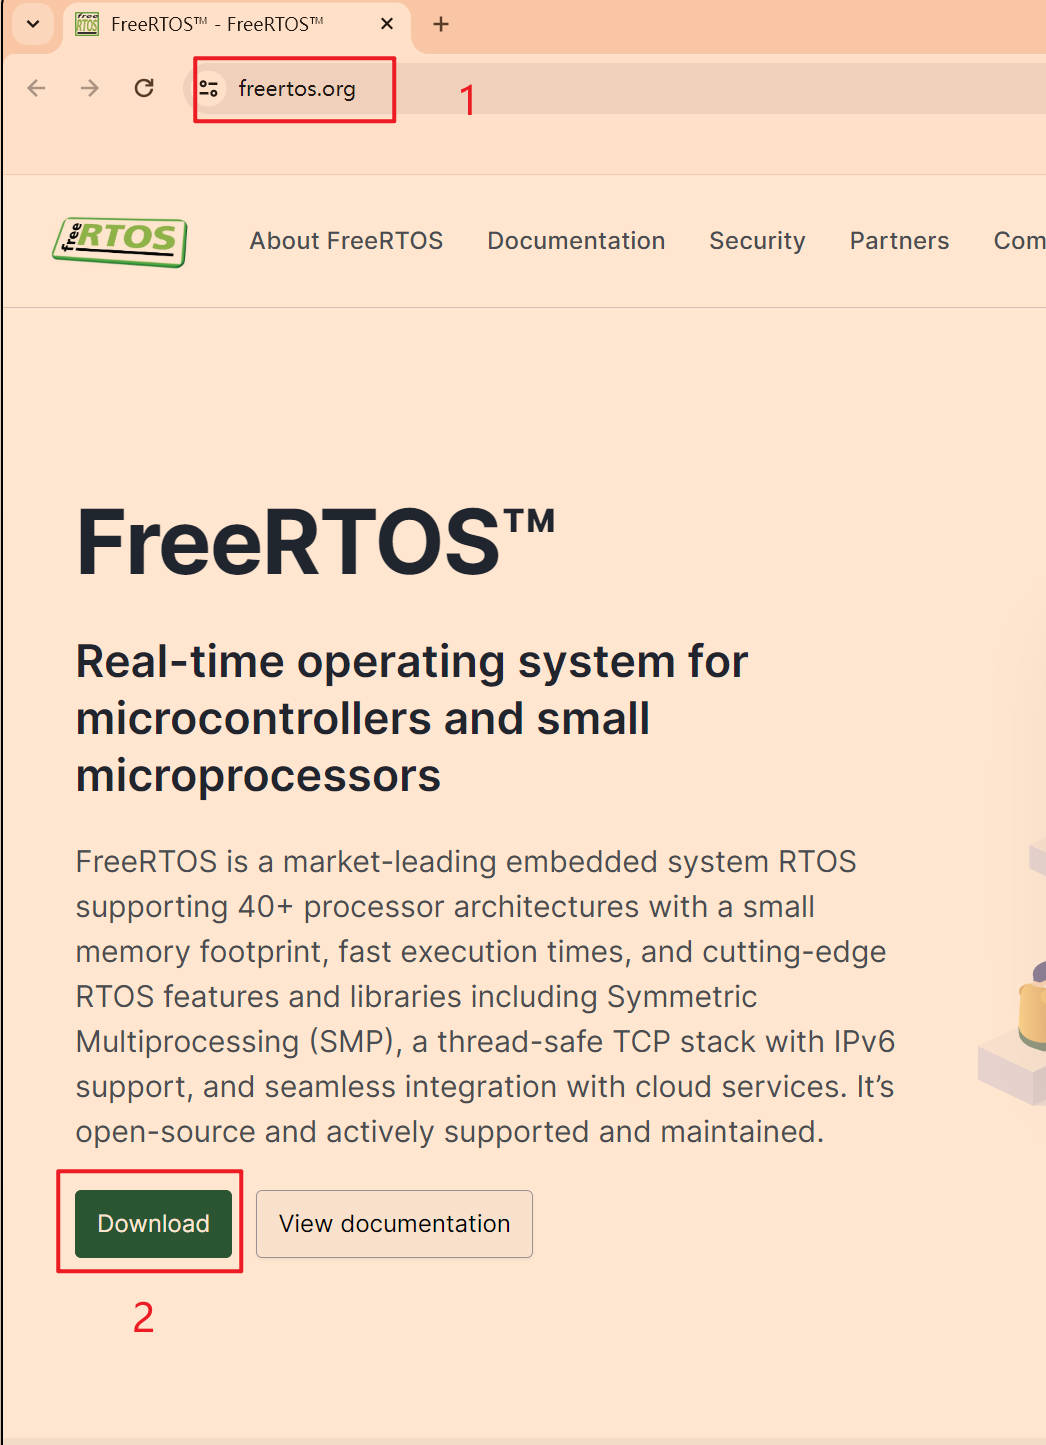 FreeRTOS™ - FreeRTOS™
freertos.org
1
free RTOS
About FreeRTOS Documentation Security Partners Com
FreeRTOS™
Real-time operating system for
microcontrollers and small
microprocessors
FreeRTOS is a market-leading embedded system RTOS
supporting 40+ processor architectures with a small
memory footprint, fast execution times, and cutting-edge
RTOS features and libraries including Symmetric
Multiprocessing (SMP), a thread-safe TCP stack with IPv6
support, and seamless integration with cloud services. It’s
open-source and actively supported and maintained.
Download View documentation
2